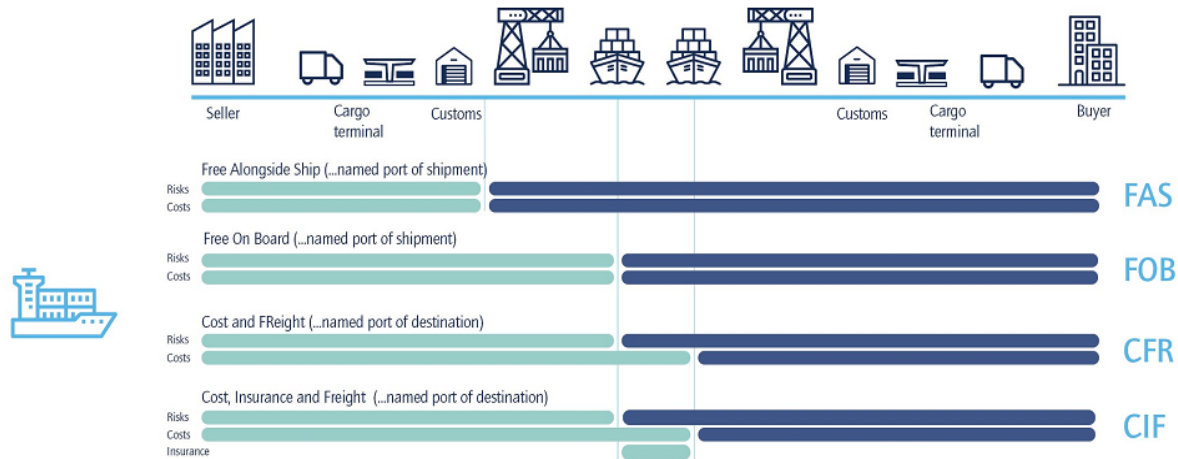 Seller
Cargo
terminal
Customs
Customs
Cargo
terminal
Buyer
Free Alongside Ship (...named port of shipment)
Risks
Costs
FAS
Free On Board (...named port of shipment)
Risks
Costs
FOB
Cost and FReight (...named port of destination)
Risks
Costs
CFR
Cost, Insurance and Freight (...named port of destination)
Risks
Costs
Insurance
CIF